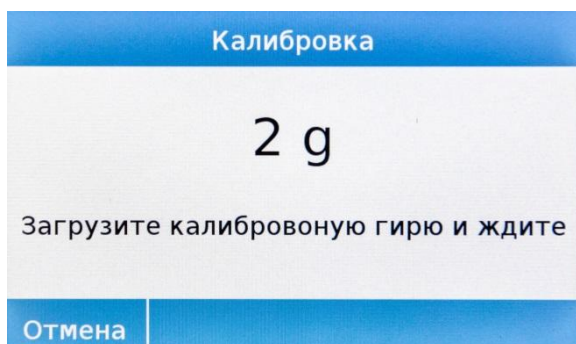 Калибровка
2 g
Загрузите калибровоную гирю и ждите
Отмена